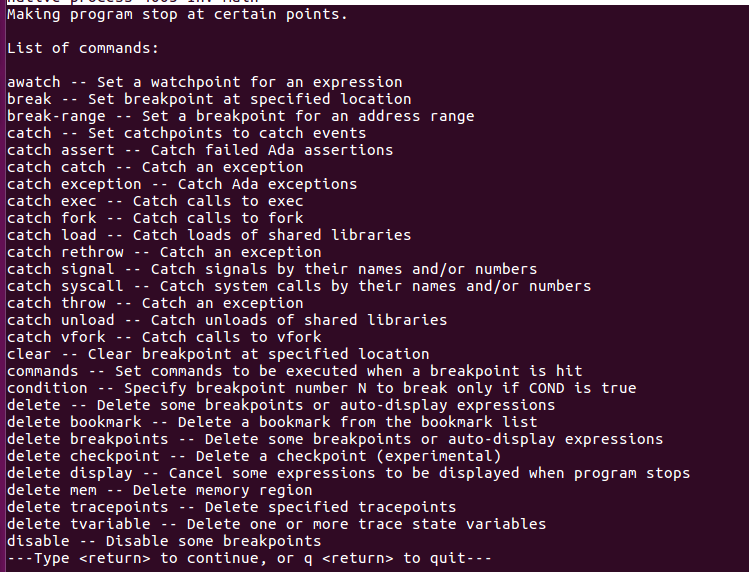 Making program stop at certain points.
List of commands:
awatch -- Set a watchpoint for an expression
break -- Set breakpoint at specified location
break-range -- Set a breakpoint for an address range
catch -- Set catchpoints to catch events
catch assert -- Catch failed Ada assertions
catch catch -- Catch an exception
catch exception -- Catch Ada exceptions
catch exec -- Catch calls to exec
catch fork -- Catch calls to fork
catch load -- Catch loads of shared libraries
catch rethrow -- Catch an exception
catch signal -- Catch signals by their names and/or numbers
catch syscall -- Catch system calls by their names and/or numbers
catch throw -- Catch an exception
catch unload -- Catch unloads of shared libraries
catch vfork -- Catch calls to vfork
clear -- Clear breakpoint at specified location
commands -- Set commands to be executed when a breakpoint is hit
condition -- Specify breakpoint number N to break only if COND is true
delete -- Delete some breakpoints or auto-display expressions
delete bookmark -- Delete a bookmark from the bookmark list
delete breakpoints -- Delete some breakpoints or auto-display expressions
delete checkpoint -- Delete a checkpoint (experimental)
delete display -- Cancel some expressions to be displayed when program stops
delete mem -- Delete memory region
delete tracepoints -- Delete specified tracepoints
delete tvariable -- Delete one or more trace state variables
disable -- Disable some breakpoints
---Type <return> to continue, or q <return> to quit---